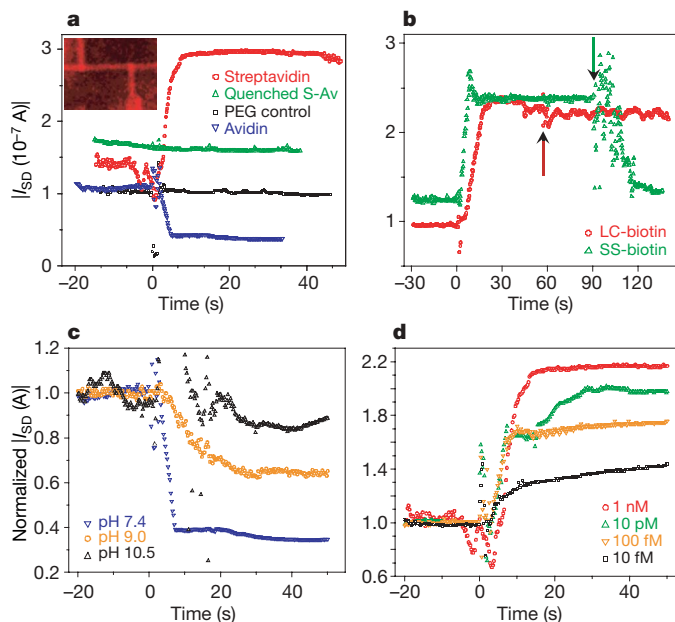 a
|I_SD (10⁻⁷ A)|
3
2
1
0
Streptavidin
Quenched S-Av
PEG control
Avidin
−20 0 20 40
Time (s)
b
2
1
LC-biotin
SS-biotin
−30 0 30 60 90 120 150
Time (s)
c
Normalized |I_SD (A)|
1.2
1.0
0.8
0.6
0.4
0.2
pH 7.4
pH 9.0
pH 10.5
−20 0 20 40
Time (s)
d
2.2
1.8
1.4
1.0
0.6
1 nM
10 pM
100 fM
10 fM
−20 0 20 40
Time (s)